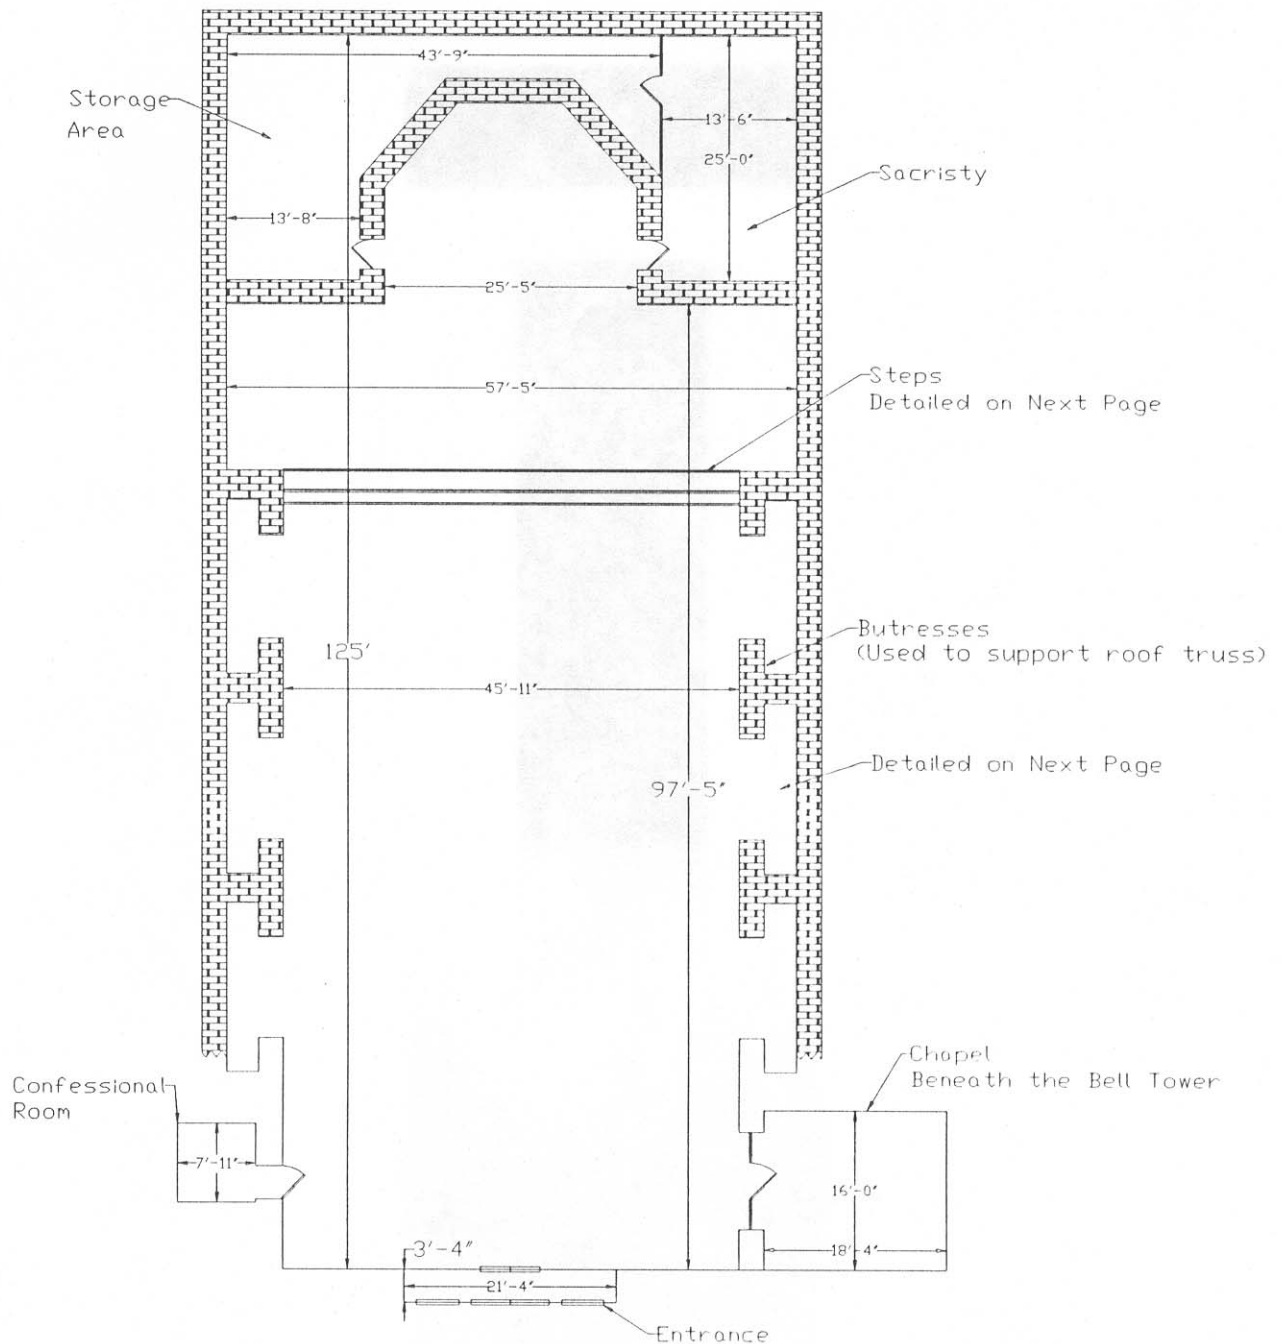 43'-9"
Storage
Area
13'-6"
25'-0"
Sacristy
13'-8"
25'-5"
Steps
Detailed on Next Page
57'-5"
Butresses
(Used to support roof truss)
125'
45'-11"
Detailed on Next Page
97'-5"
Chapel
Beneath the Bell Tower
Confessional
Room
7'-11"
16'-0"
3'-4"
18'-4"
21'-4"
Entrance